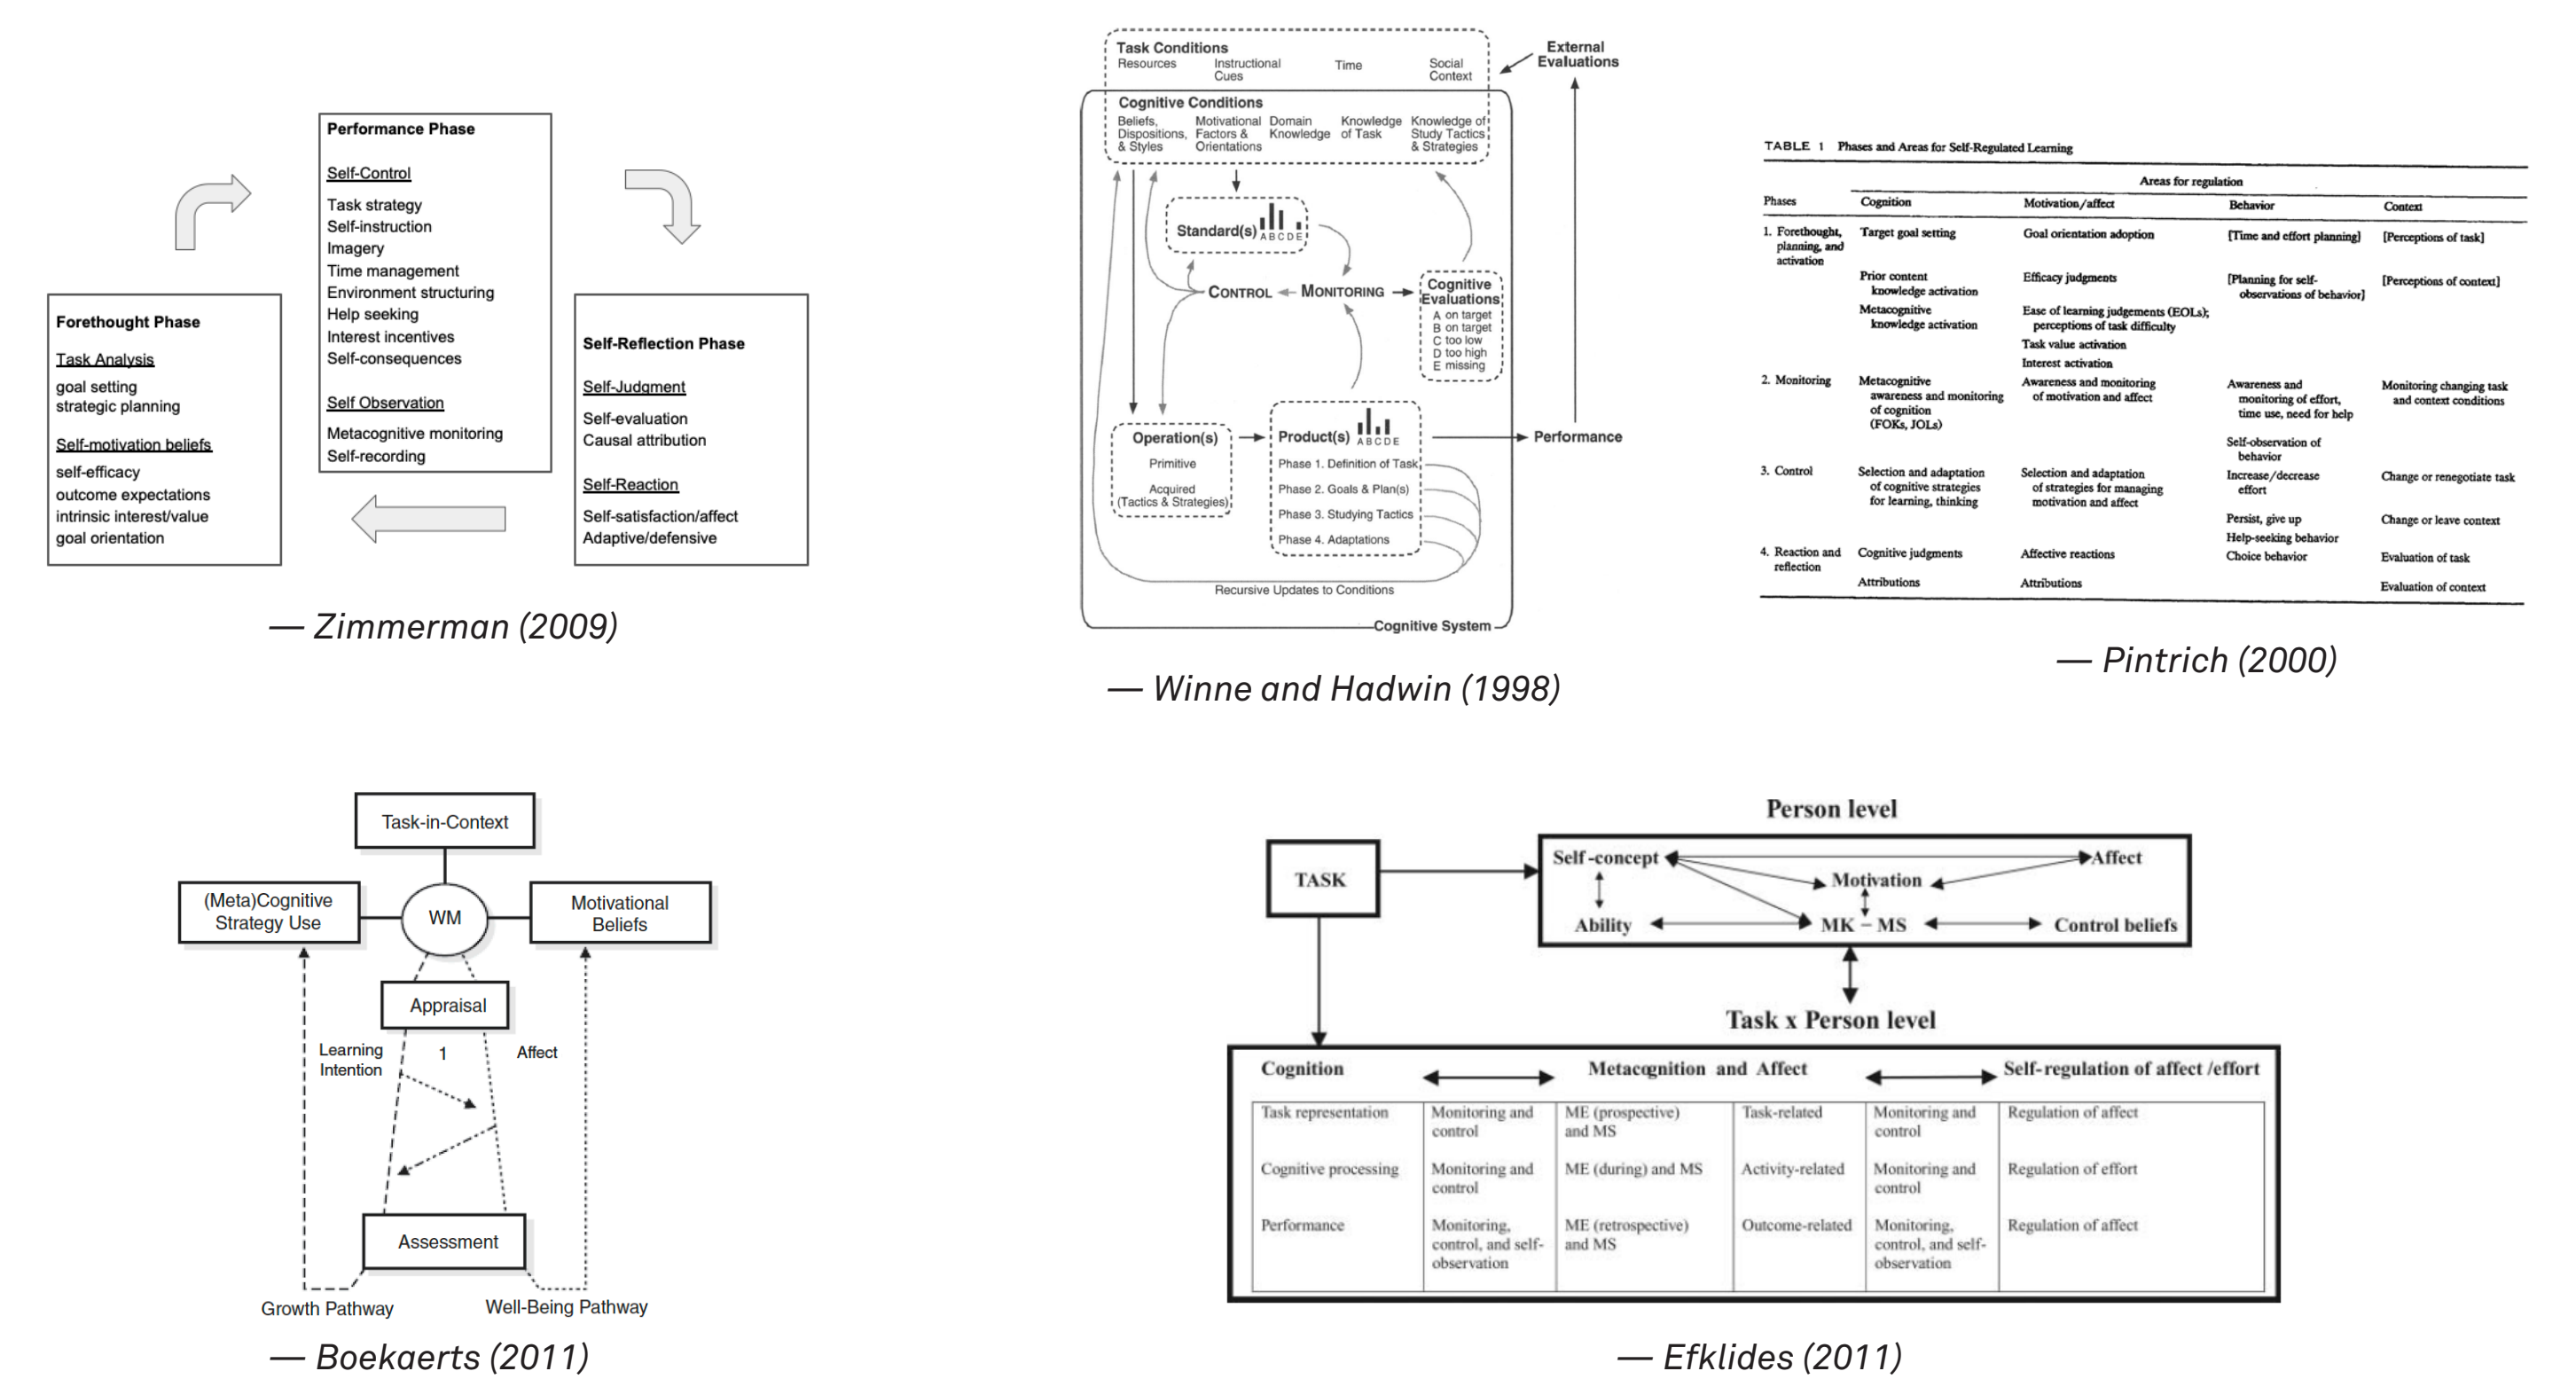 Performance Phase
Self-Control
Task strategy
Self-instruction
Imagery
Time management
Environment structuring
Help seeking
Interest incentives
Self-consequences
Self Observation
Metacognitive monitoring
Self-recording
Forethought Phase
Task Analysis
goal setting
strategic planning
Self-motivation beliefs
self-efficacy
outcome expectations
intrinsic interest/value
goal orientation
Self-Reflection Phase
Self-Judgment
Self-evaluation
Causal attribution
Self-Reaction
Self-satisfaction/affect
Adaptive/defensive
— Zimmerman (2009)
Task Conditions
Resources
Instructional
Cues
Time
Social
Context
External
Evaluations
Cognitive Conditions
Beliefs,
Dispositions,
& Styles
Motivational
Factors &
Orientations
Domain
Knowledge
Knowledge
of Task
Knowledge of
Study Tactics
& Strategies
Standard(s)
A B C D E
CONTROL
MONITORING
Cognitive
Evaluations
A on target
B on target
C too low
D too high
E missing
Operation(s)
Primitive
Acquired
(Tactics & Strategies)
Product(s)
A B C D E
Phase 1. Definition of Task
Phase 2. Goals & Plan(s)
Phase 3. Studying Tactics
Phase 4. Adaptations
Performance
Recursive Updates to Conditions
Cognitive System
— Winne and Hadwin (1998)
TABLE 1 Phases and Areas for Self-Regulated Learning
Areas for regulation
Phases Cognition Motivation/affect Behavior Context
1. Forethought,
planning, and
activation
Target goal setting
Goal orientation adoption
[Time and effort planning]
[Perceptions of task]
Prior content
knowledge activation
Efficacy judgments
[Planning for self-
observations of behavior]
[Perceptions of context]
Metacognitive
knowledge activation
Ease of learning judgements (EOLs);
perceptions of task difficulty
Task value activation
Interest activation
2. Monitoring
Metacognitive
awareness and monitoring
of cognition
(FOKs, JOLs)
Awareness and monitoring
of motivation and affect
Awareness and
monitoring of effort,
time use, need for help
Self-observation of
behavior
Monitoring changing task
and context conditions
3. Control
Selection and adaptation
of cognitive strategies
for learning, thinking
Selection and adaptation
of strategies for managing
motivation and affect
Increase/decrease
effort
Change or renegotiate task
Persist, give up
Change or leave context
Help-seeking behavior
4. Reaction and
reflection
Cognitive judgments
Affective reactions
Choice behavior
Evaluation of task
Attributions
Attributions
Evaluation of context
— Pintrich (2000)
Task-in-Context
(Meta)Cognitive
Strategy Use
WM
Motivational
Beliefs
Appraisal
Learning
Intention
1
Affect
Assessment
Growth Pathway
Well-Being Pathway
— Boekaerts (2011)
Person level
TASK
Self-concept
Affect
Motivation
Ability
MK – MS
Control beliefs
Task x Person level
Cognition
Metacognition and Affect
Self-regulation of affect /effort
Task representation
Monitoring and
control
ME (prospective)
and MS
Task-related
Monitoring and
control
Regulation of affect
Cognitive processing
Monitoring and
control
ME (during) and MS
Activity-related
Monitoring and
control
Regulation of effort
Performance
Monitoring,
control, and self-
observation
ME (retrospective)
and MS
Outcome-related
Monitoring,
control, and self-
observation
Regulation of affect
— Efklides (2011)